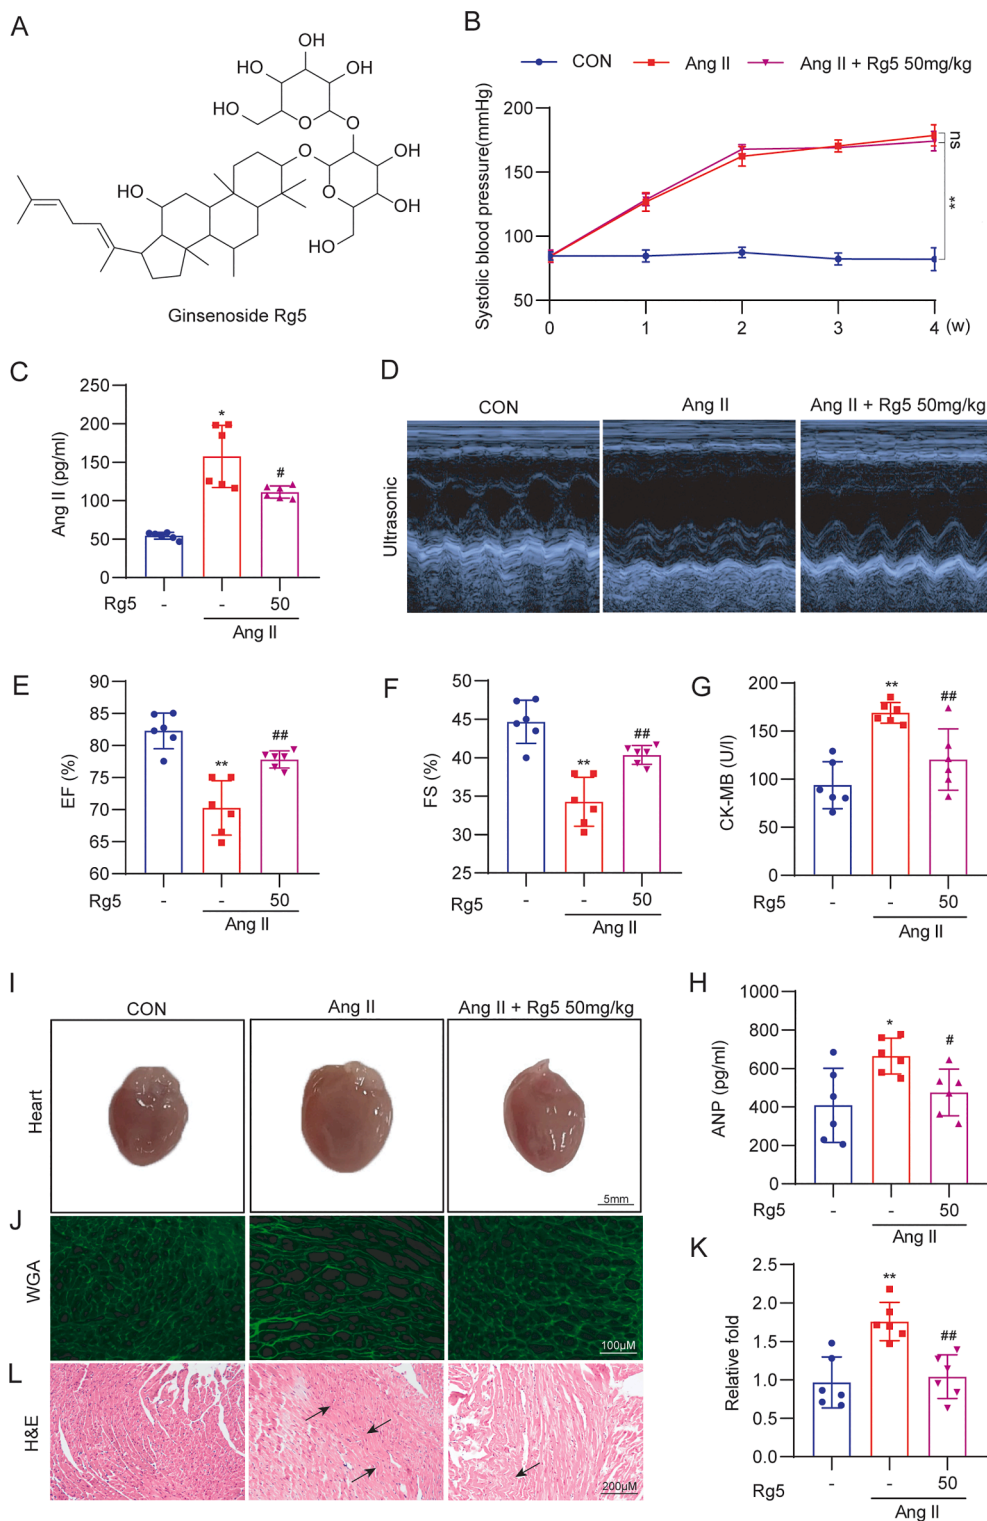 A
OH
HO
OH
HO
OH
HO
O
O
O
OH
HO
O
OH
OH
HO
Ginsenoside Rg5
B
CON
Ang II
Ang II + Rg5 50mg/kg
Systolic blood pressure(mmHg)
200
150
100
50
0
1
2
3
4
(w)
ns
**
C
Ang II (pg/ml)
250
200
150
100
50
0
*
#
Rg5
-
-
50
Ang II
D
CON
Ang II
Ang II + Rg5 50mg/kg
Ultrasonic
E
EF (%)
90
85
80
75
70
65
60
**
##
Rg5
-
-
50
Ang II
F
FS (%)
50
45
40
35
30
25
**
##
Rg5
-
-
50
Ang II
G
CK-MB (U/l)
200
150
100
50
0
**
##
Rg5
-
-
50
Ang II
I
CON
Ang II
Ang II + Rg5 50mg/kg
Heart
5mm
J
WGA
100μM
L
H&E
200μM
H
ANP (pg/ml)
1000
800
600
400
200
0
*
#
Rg5
-
-
50
Ang II
K
Relative fold
2.5
2.0
1.5
1.0
0.5
0.0
**
##
Rg5
-
-
50
Ang II